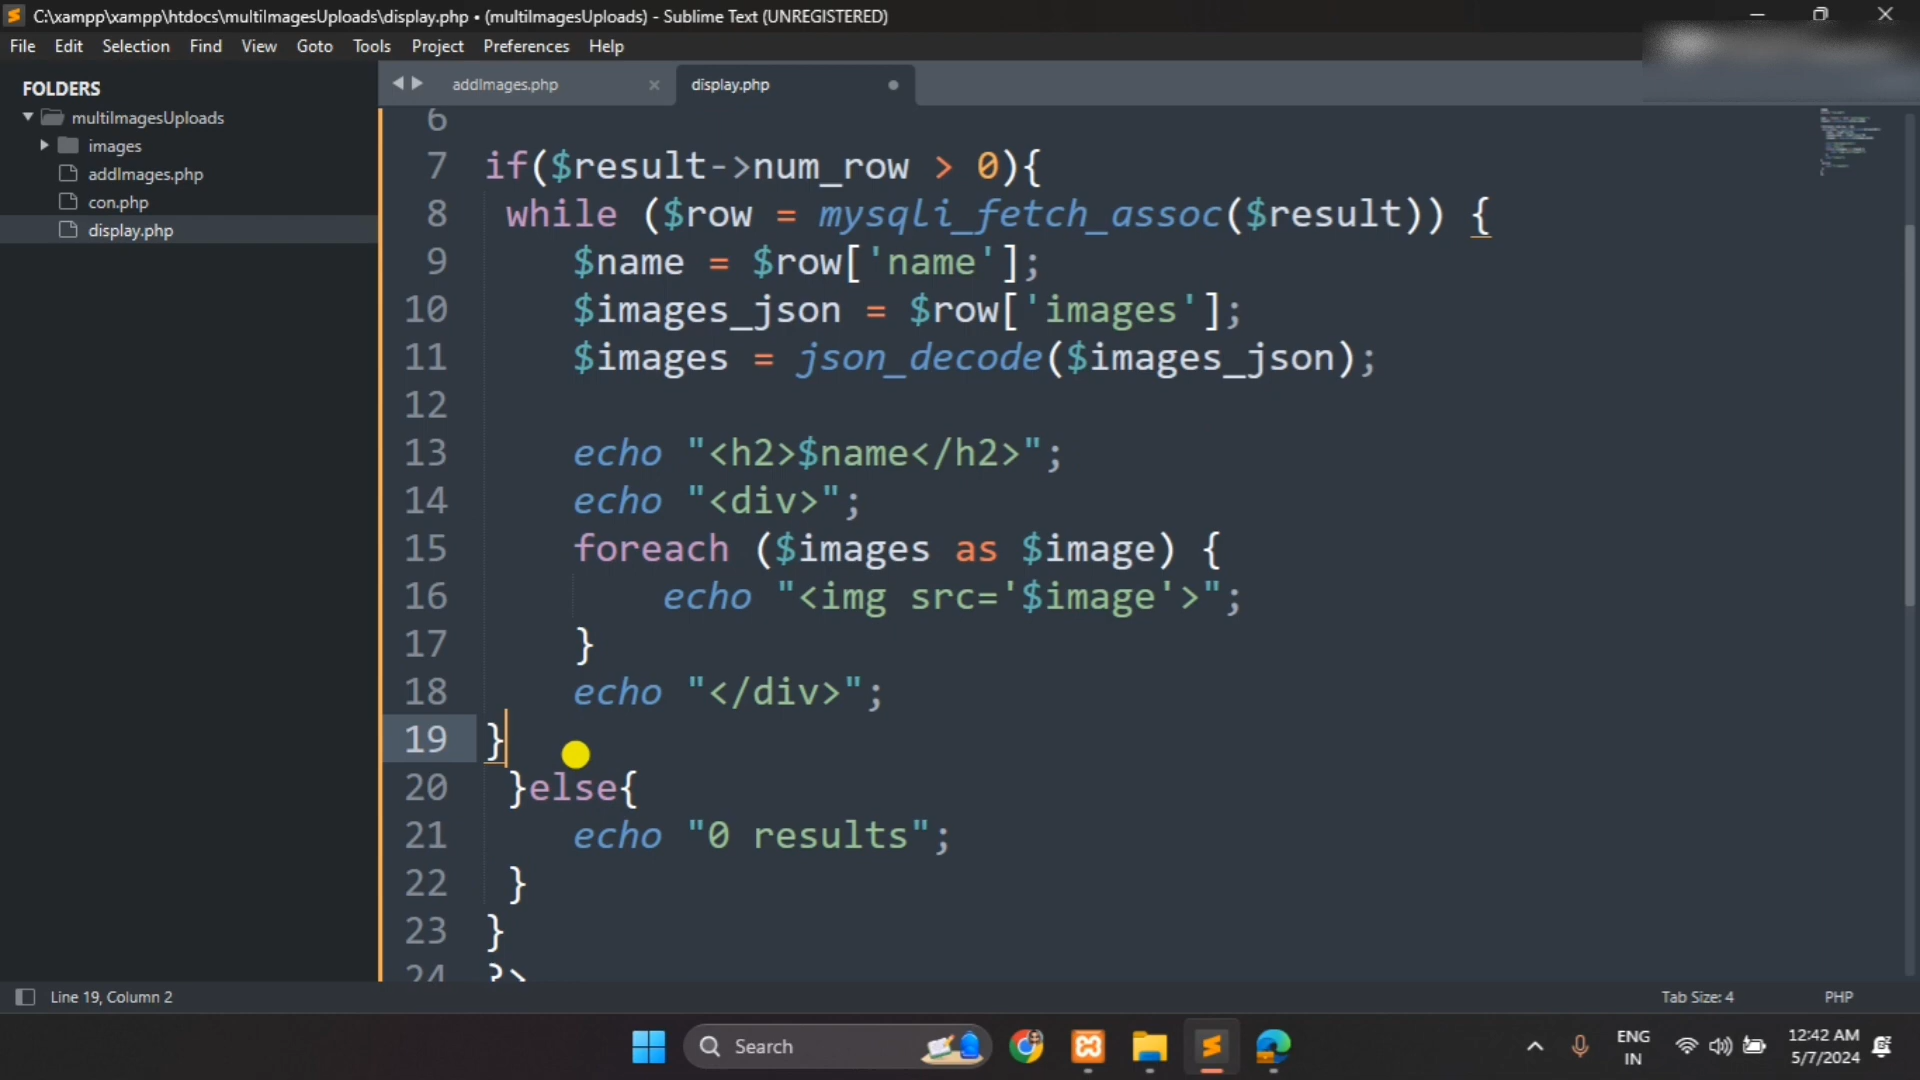 C:\xampp\xampp\htdocs\multiImagesUploads\display.php • (multiImagesUploads) - Sublime Text (UNREGISTERED)
File Edit Selection Find View Goto Tools Project Preferences Help
FOLDERS
multiImagesUploads
images
addImages.php
con.php
display.php
addImages.php display.php
6
7 if($result->num_row > 0){
8 while ($row = mysqli_fetch_assoc($result)) {
9 $name = $row['name'];
10 $images_json = $row['images'];
11 $images = json_decode($images_json);
12
13 echo "<h2>$name</h2>";
14 echo "<div>";
15 foreach ($images as $image) {
16 echo "<img src='$image'>";
17 }
18 echo "</div>";
19 }
20 }else{
21 echo "0 results";
22 }
23 }
24 ?>
Line 19, Column 2 Tab Size: 4 PHP
Search
ENG
IN
12:42 AM
5/7/2024